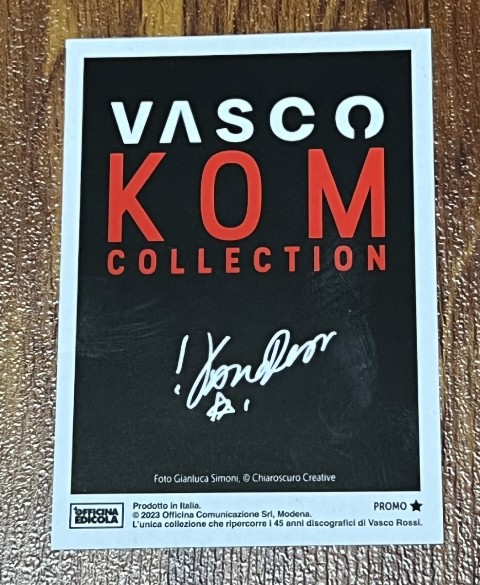 VASCO
KOM
COLLECTION
Foto Gianluca Simoni, © Chiaroscuro Creative
OFFICINA
EDICOLA
Prodotto in Italia.
© 2023 Officina Comunicazione Srl, Modena.
L'unica collezione che ripercorre i 45 anni discografici di Vasco Rossi.
PROMO ★